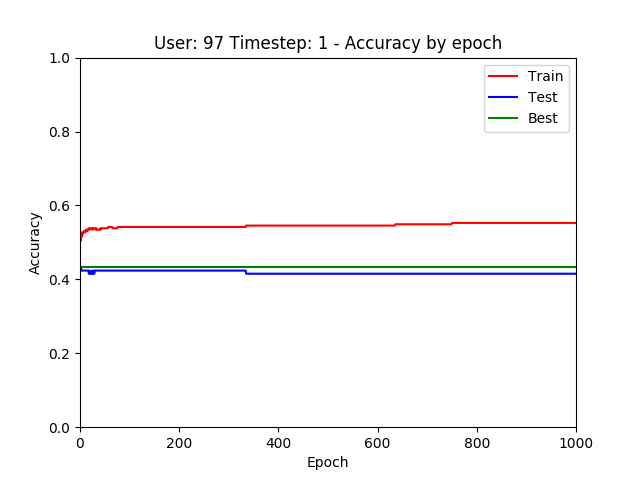 User: 97 Timestep: 1 - Accuracy by epoch
1.0
0.8
0.6
0.4
0.2
0.0
Accuracy
Train
Test
Best
0 200 400 600 800 1000
Epoch